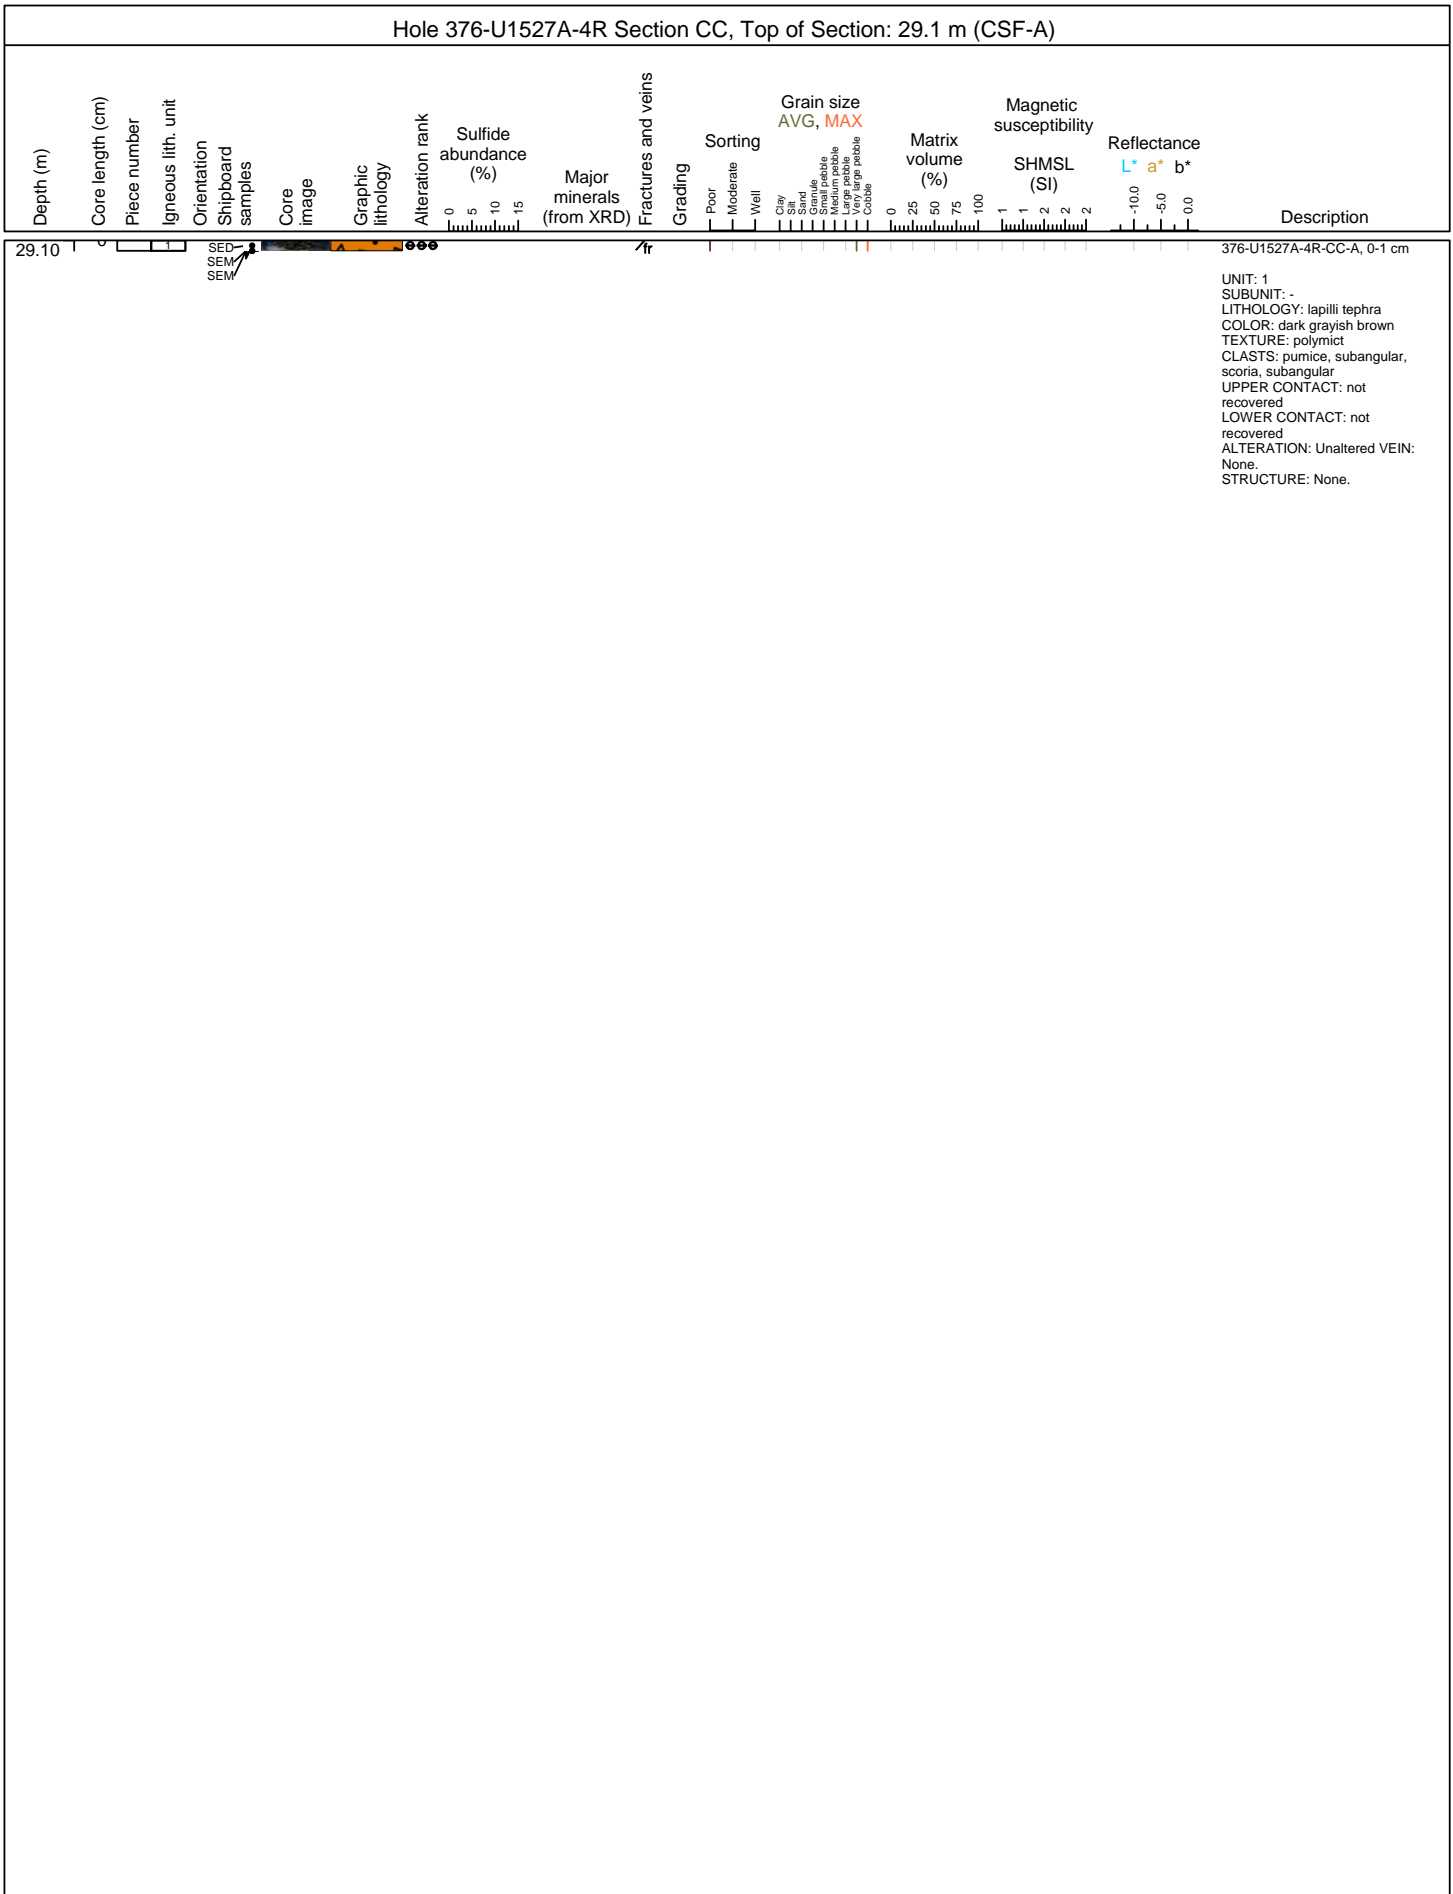 Hole 376-U1527A-4R Section CC, Top of Section: 29.1 m (CSF-A)
Depth (m)
Core length (cm)
Piece number
Igneous lith. unit
Orientation
Shipboard
samples
Core
image
Graphic
lithology
Alteration rank
Sulfide
abundance
(%)
0 5 10 15
Major
minerals
(from XRD)
Fractures and veins
Grading
Sorting
Poor
Moderate
Well
Grain size
AVG, MAX
Clay
Silt
Sand
Granule
Small pebble
Medium pebble
Large pebble
Very large pebble
Cobble
Matrix
volume
(%)
0 25 50 75 100
Magnetic
susceptibility
SHMSL
(SI)
1 1 2 2 2
Reflectance
L* a* b*
-10.0 -5.0 0.0
Description
29.10
0
1
SED
SEM
SEM
fr
376-U1527A-4R-CC-A, 0-1 cm
UNIT: 1
SUBUNIT: -
LITHOLOGY: lapilli tephra
COLOR: dark grayish brown
TEXTURE: polymict
CLASTS: pumice, subangular,
scoria, subangular
UPPER CONTACT: not
recovered
LOWER CONTACT: not
recovered
ALTERATION: Unaltered VEIN:
None.
STRUCTURE: None.